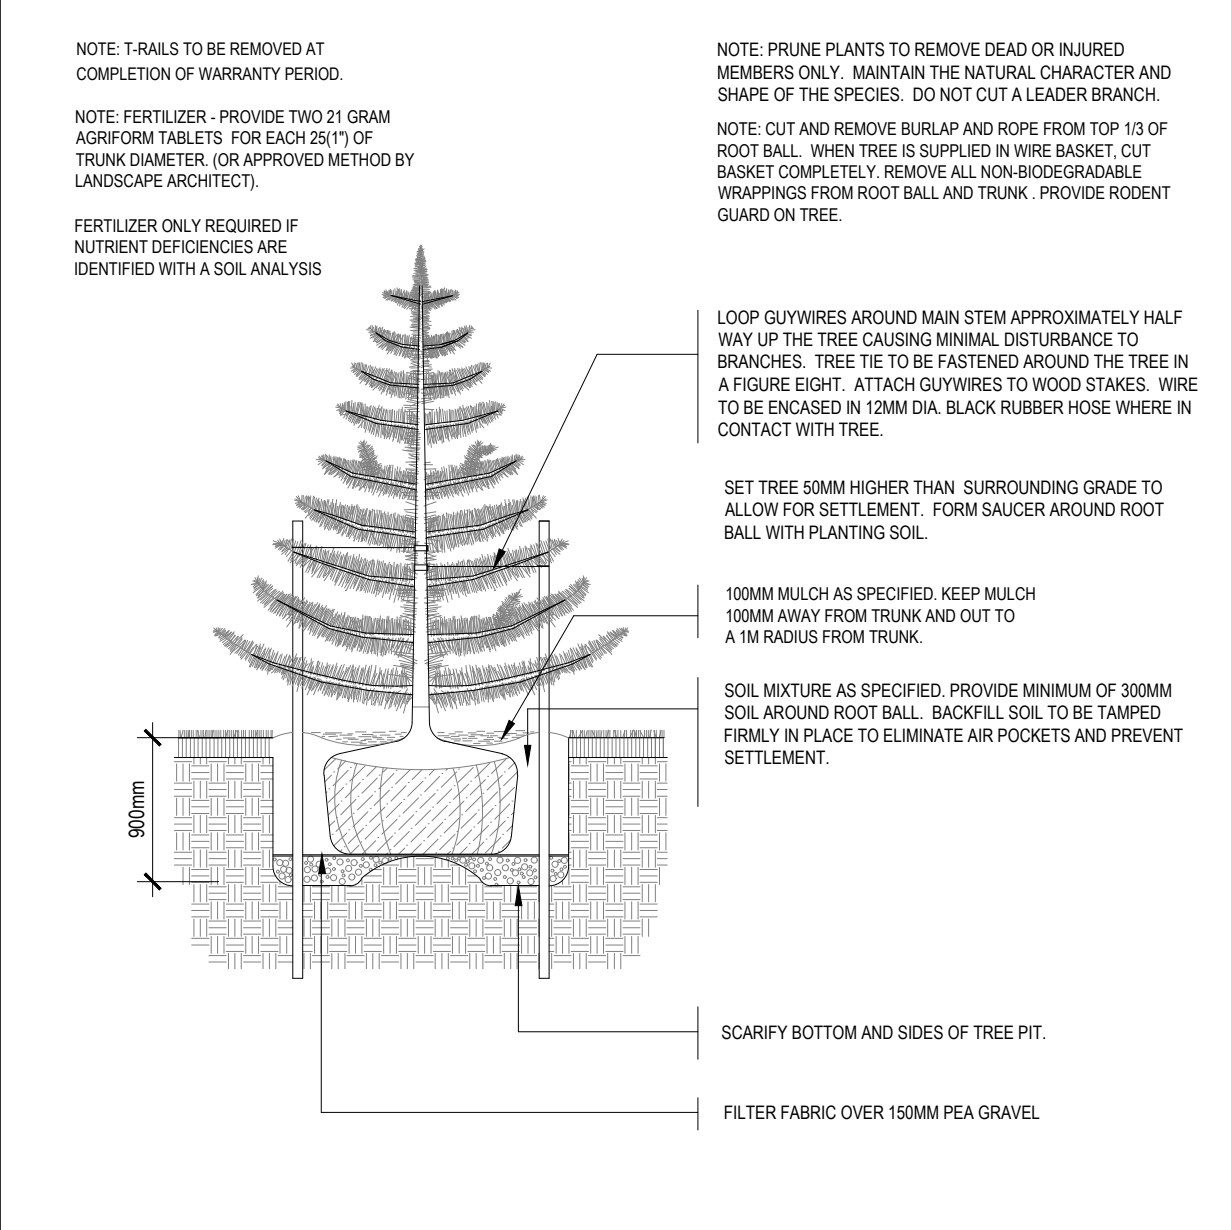 NOTE: T-RAILS TO BE REMOVED AT
COMPLETION OF WARRANTY PERIOD.
NOTE: FERTILIZER - PROVIDE TWO 21 GRAM
AGRIFORM TABLETS FOR EACH 25(1") OF
TRUNK DIAMETER. (OR APPROVED METHOD BY
LANDSCAPE ARCHITECT).
FERTILIZER ONLY REQUIRED IF
NUTRIENT DEFICIENCIES ARE
IDENTIFIED WITH A SOIL ANALYSIS
NOTE: PRUNE PLANTS TO REMOVE DEAD OR INJURED
MEMBERS ONLY. MAINTAIN THE NATURAL CHARACTER AND
SHAPE OF THE SPECIES. DO NOT CUT A LEADER BRANCH.
NOTE: CUT AND REMOVE BURLAP AND ROPE FROM TOP 1/3 OF
ROOT BALL. WHEN TREE IS SUPPLIED IN WIRE BASKET, CUT
BASKET COMPLETELY. REMOVE ALL NON-BIODEGRADABLE
WRAPPINGS FROM ROOT BALL AND TRUNK . PROVIDE RODENT
GUARD ON TREE.
LOOP GUYWIRES AROUND MAIN STEM APPROXIMATELY HALF
WAY UP THE TREE CAUSING MINIMAL DISTURBANCE TO
BRANCHES. TREE TIE TO BE FASTENED AROUND THE TREE IN
A FIGURE EIGHT. ATTACH GUYWIRES TO WOOD STAKES. WIRE
TO BE ENCASED IN 12MM DIA. BLACK RUBBER HOSE WHERE IN
CONTACT WITH TREE.
SET TREE 50MM HIGHER THAN SURROUNDING GRADE TO
ALLOW FOR SETTLEMENT. FORM SAUCER AROUND ROOT
BALL WITH PLANTING SOIL.
100MM MULCH AS SPECIFIED. KEEP MULCH
100MM AWAY FROM TRUNK AND OUT TO
A 1M RADIUS FROM TRUNK.
SOIL MIXTURE AS SPECIFIED. PROVIDE MINIMUM OF 300MM
SOIL AROUND ROOT BALL. BACKFILL SOIL TO BE TAMPED
FIRMLY IN PLACE TO ELIMINATE AIR POCKETS AND PREVENT
SETTLEMENT.
900mm
SCARIFY BOTTOM AND SIDES OF TREE PIT.
FILTER FABRIC OVER 150MM PEA GRAVEL